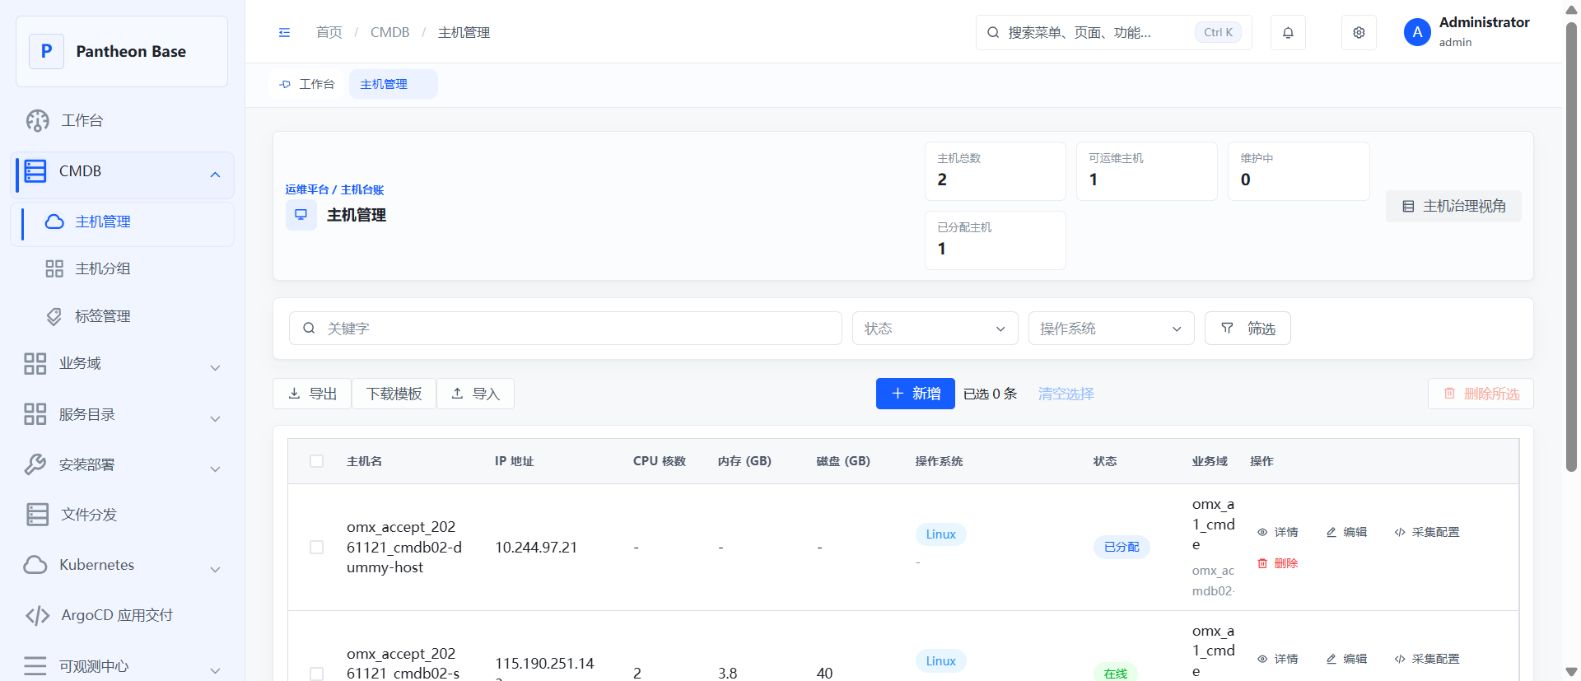 P Pantheon Base
首页 / CMDB / 主机管理
搜索菜单、页面、功能... Ctrl K
A Administrator
admin
工作台 主机管理
工作台
CMDB
主机管理
主机分组
标签管理
业务域
服务目录
安装部署
文件分发
Kubernetes
ArgoCD 应用交付
可观测中心
运维平台 / 主机台账
主机管理
主机总数
2
可运维主机
1
维护中
0
已分配主机
1
主机治理视角
关键字 状态 操作系统 筛选
导出 下载模板 导入 新增 已选 0 条 清空选择 删除所选
主机名 IP 地址 CPU 核数 内存 (GB) 磁盘 (GB) 操作系统 状态 业务域 操作
omx_accept_202
61121_cmdb02-d
ummy-host
10.244.97.21 - - -
Linux
-
已分配
omx_a
1_cmd
e
omx_ac
mdb02-
详情 编辑 采集配置
删除
omx_accept_202
61121_cmdb02-s
115.190.251.14
2 3.8 40
Linux
在线
omx_a
1_cmd
e
详情 编辑 采集配置